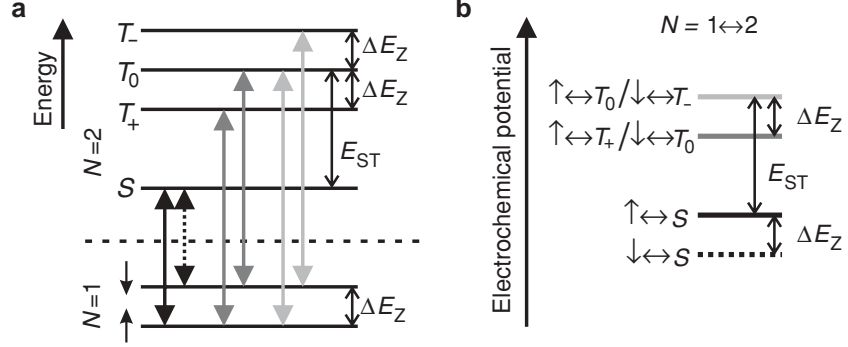 a
Energy
N=2
N=1
T₋
T₀
T₊
S
ΔE_Z
ΔE_Z
E_ST
ΔE_Z
b
N = 1↔2
Electrochemical potential
↑↔T₀/↓↔T₋
↑↔T₊/↓↔T₀
ΔE_Z
E_ST
↑↔S
↓↔S
ΔE_Z